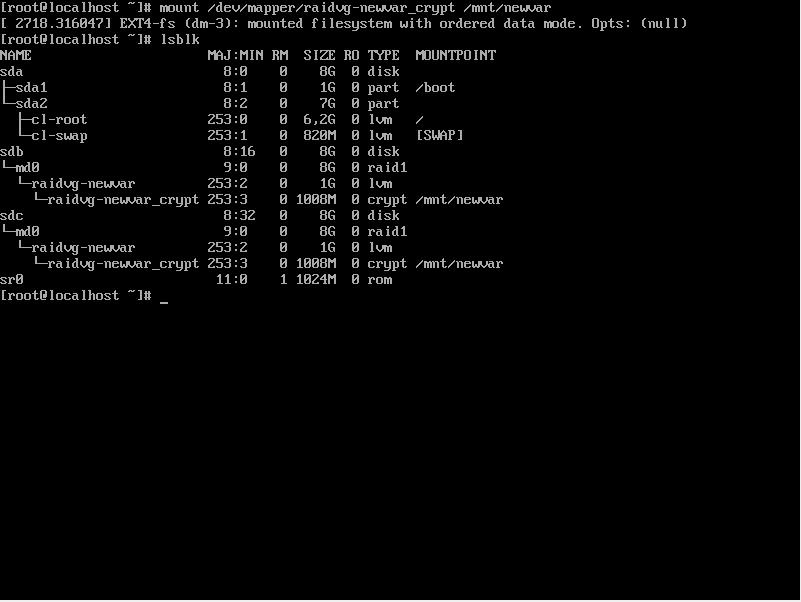 [root@localhost ~]# mount /dev/mapper/raidvg-newvar_crypt /mnt/newvar
[ 2718.316047] EXT4-fs (dm-3): mounted filesystem with ordered data mode. Opts: (null)
[root@localhost ~]# lsblk
NAME                      MAJ:MIN RM  SIZE RO TYPE  MOUNTPOINT
sda                         8:0    0    8G  0 disk
├─sda1                      8:1    0    1G  0 part  /boot
└─sda2                      8:2    0    7G  0 part
  ├─cl-root               253:0    0  6,2G  0 lvm   /
  └─cl-swap               253:1    0  820M  0 lvm   [SWAP]
sdb                         8:16   0    8G  0 disk
└─md0                       9:0    0    8G  0 raid1
  └─raidvg-newvar         253:2    0    1G  0 lvm
    └─raidvg-newvar_crypt 253:3    0 1008M  0 crypt /mnt/newvar
sdc                         8:32   0    8G  0 disk
└─md0                       9:0    0    8G  0 raid1
  └─raidvg-newvar         253:2    0    1G  0 lvm
    └─raidvg-newvar_crypt 253:3    0 1008M  0 crypt /mnt/newvar
sr0                        11:0    1 1024M  0 rom
[root@localhost ~]# _